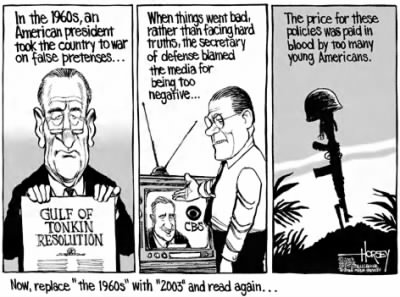 In the 1960s, an
American president
took the country to war
on false pretenses...
GULF OF
TONKIN
RESOLUTION
When things went bad,
rather than facing hard
truths, the secretary
of defense blamed
the media for
being too
negative...
CBS
The price for these
policies was paid in
blood by too many
young Americans.
HORSEY
Now, replace "the 1960s" with "2003" and read again...